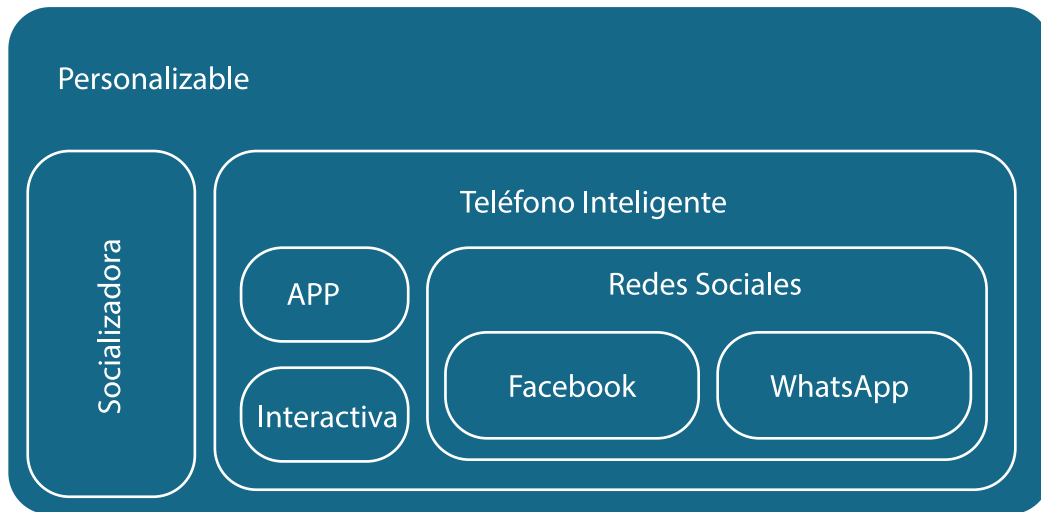 Personalizable
Socializadora
Teléfono Inteligente
APP
Interactiva
Redes Sociales
Facebook
WhatsApp